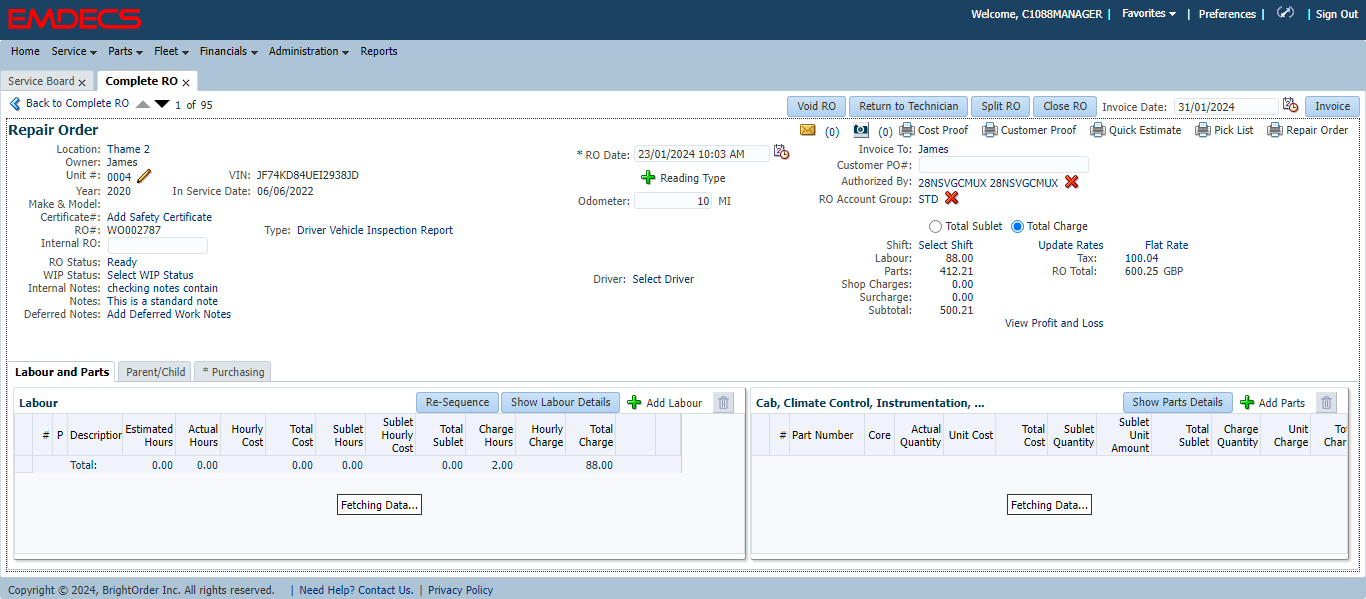 EMDECS
Welcome, C1088MANAGER | Favorites | Preferences | | Sign Out
Home Service Parts Fleet Financials Administration Reports
Service Board x Complete RO x
Back to Complete RO 1 of 95 Void RO Return to Technician Split RO Close RO Invoice Date: 31/01/2024 Invoice
Repair Order (0) (0) Cost Proof Customer Proof Quick Estimate Pick List Repair Order
Location: Thame 2 * RO Date: 23/01/2024 10:03 AM Invoice To: James
Owner: James Customer PO#:
Unit #: 0004 VIN: JF74KD84UEI2938JD Reading Type Authorized By: 28NSVGCMUX 28NSVGCMUX
Year: 2020 In Service Date: 06/06/2022 Odometer: 10 MI RO Account Group: STD
Make & Model:
Certificate#: Add Safety Certificate
RO#: WO002787 Type: Driver Vehicle Inspection Report Total Sublet Total Charge
Internal RO: Shift: Select Shift Update Rates Flat Rate
RO Status: Ready Labour: 88.00 Tax: 100.04
WIP Status: Select WIP Status Driver: Select Driver Parts: 412.21 RO Total: 600.25 GBP
Internal Notes: checking notes contain Shop Charges: 0.00
Notes: This is a standard note Surcharge: 0.00
Deferred Notes: Add Deferred Work Notes Subtotal: 500.21
View Profit and Loss
Labour and Parts Parent/Child * Purchasing
Labour Re-Sequence Show Labour Details Add Labour
# P Description Estimated Hours Actual Hours Hourly Cost Total Cost Sublet Hours Sublet Hourly Cost Total Sublet Charge Hours Hourly Charge Total Charge
Total: 0.00 0.00 0.00 0.00 0.00 2.00 88.00
Fetching Data...
Cab, Climate Control, Instrumentation, ... Show Parts Details Add Parts
# Part Number Core Actual Quantity Unit Cost Total Cost Sublet Quantity Sublet Unit Amount Total Sublet Charge Quantity Unit Charge
Fetching Data...
Copyright © 2024, BrightOrder Inc. All rights reserved. | Need Help? Contact Us. | Privacy Policy